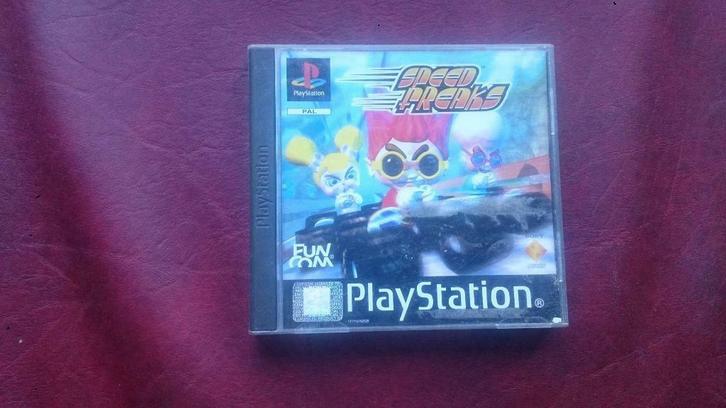 PlayStation
PAL
SPEED
FREAKS
PlayStation
FUN
COM
PlayStation